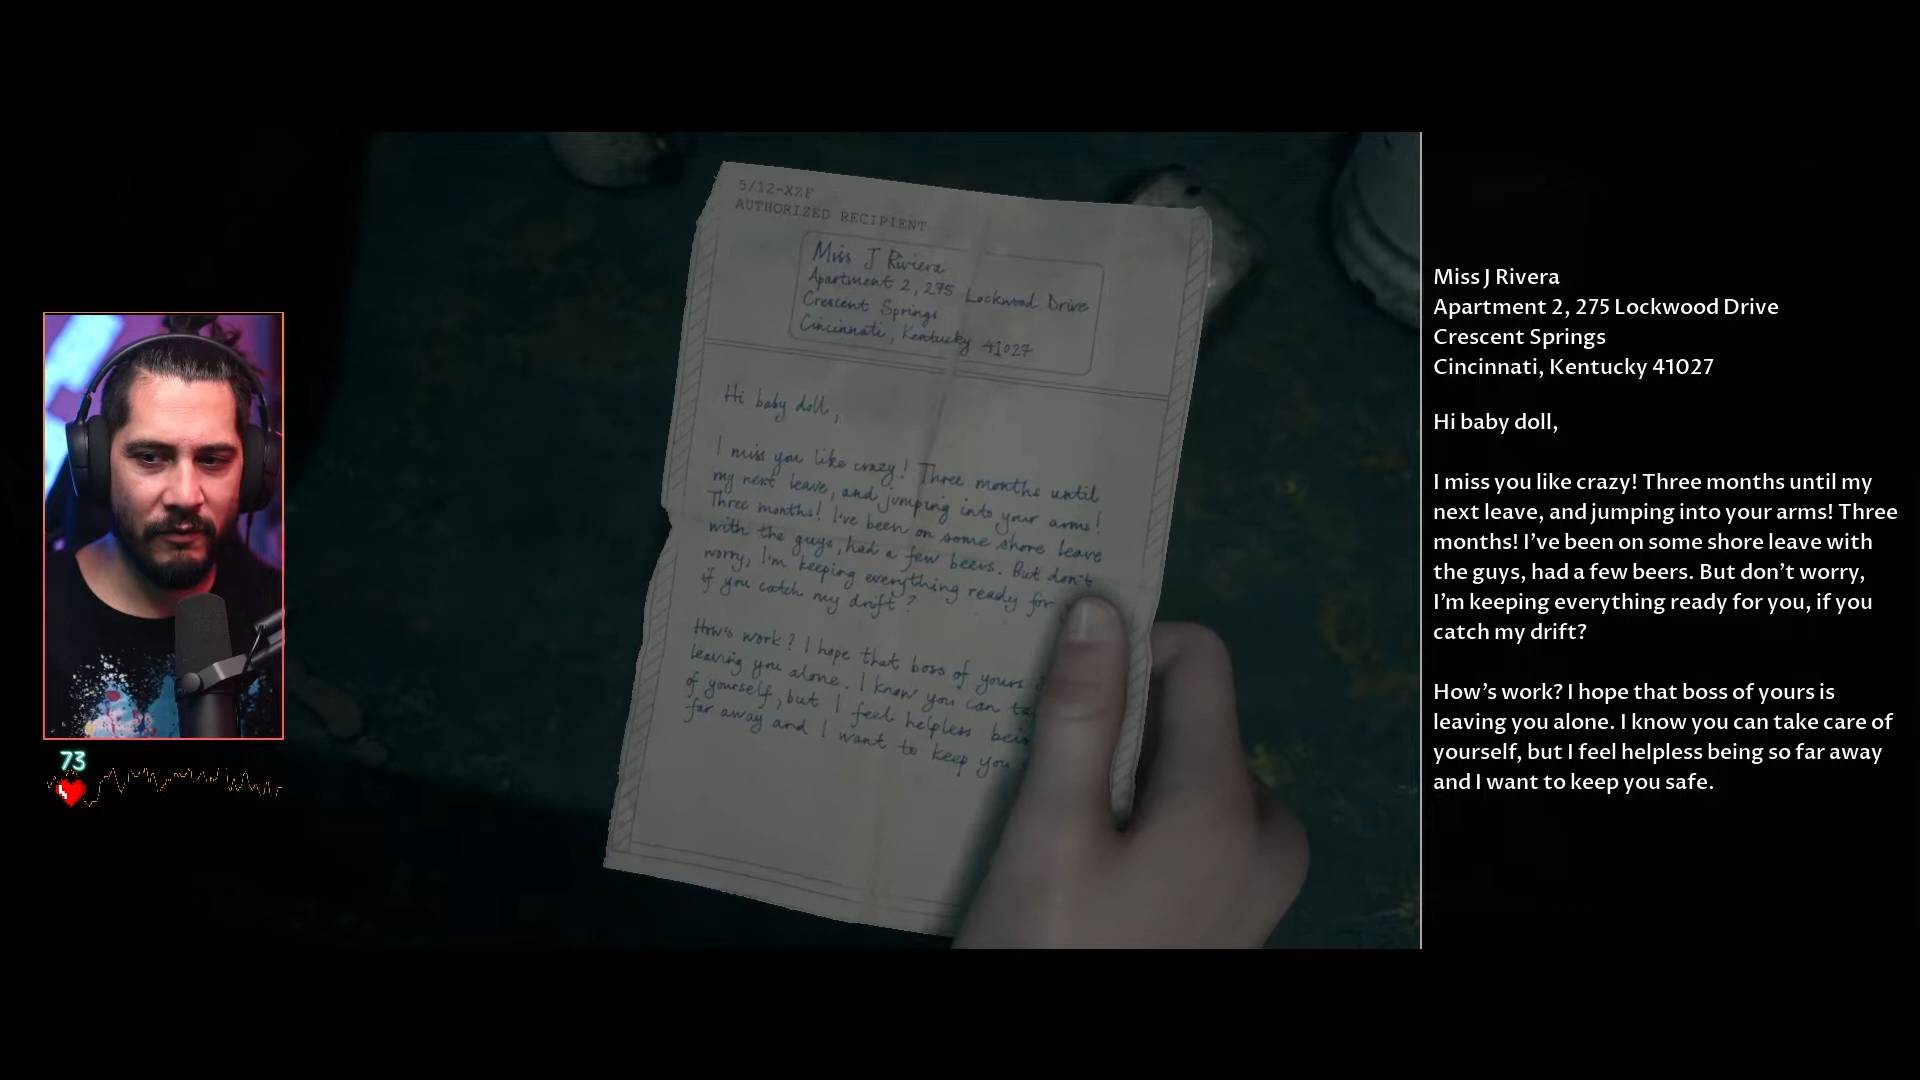 5/12-XZF
AUTHORIZED RECIPIENT
Miss J Riviera
Apartment 2, 275 Lockwood Drive
Crescent Springs
Cincinnati, Kentucky 41027
Hi baby doll,
I miss you like crazy! Three months until
my next leave, and jumping into your arms!
Three months! I've been on some shore leave
with the guys, had a few beers. But don't
worry, I'm keeping everything ready for
if you catch my drift?
How's work? I hope that boss of yours
leaving you alone. I know you can ta
of yourself, but I feel helpless bein
far away and I want to keep you
73
Miss J Rivera
Apartment 2, 275 Lockwood Drive
Crescent Springs
Cincinnati, Kentucky 41027
Hi baby doll,
I miss you like crazy! Three months until my
next leave, and jumping into your arms! Three
months! I've been on some shore leave with
the guys, had a few beers. But don't worry,
I'm keeping everything ready for you, if you
catch my drift?
How's work? I hope that boss of yours is
leaving you alone. I know you can take care of
yourself, but I feel helpless being so far away
and I want to keep you safe.